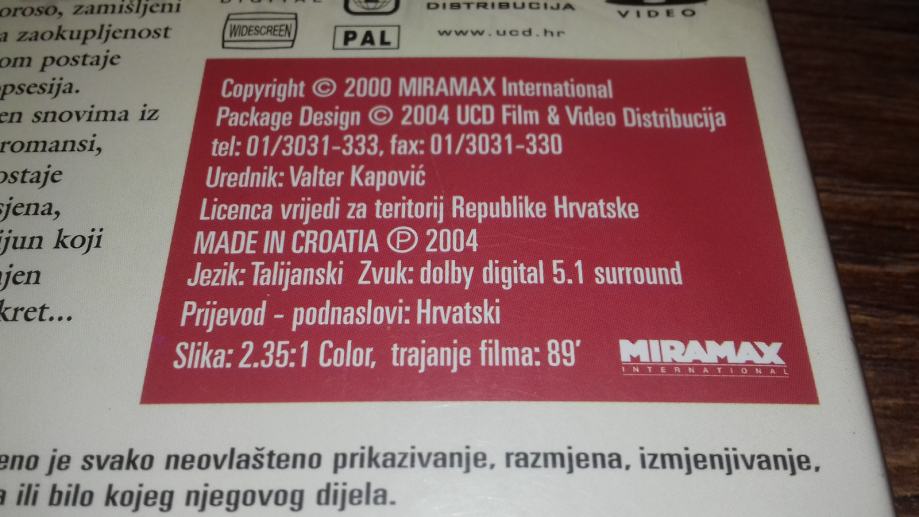 oroso, zamišljeni
a zaokupljenost
om postaje
opsesija.
en snovima iz
romansi,
ostaje
sjena,
ijun koji
njen
kret...
DIGITAL
WIDESCREEN
PAL
DISTRIBUCIJA
www.ucd.hr
VIDEO
Copyright © 2000 MIRAMAX International
Package Design © 2004 UCD Film & Video Distribucija
tel: 01/3031-333, fax: 01/3031-330
Urednik: Valter Kapović
Licenca vrijedi za teritorij Republike Hrvatske
MADE IN CROATIA ℗ 2004
Jezik: Talijanski Zvuk: dolby digital 5.1 surround
Prijevod - podnaslovi: Hrvatski
Slika: 2.35:1 Color, trajanje filma: 89'
MIRAMAX
INTERNATIONAL
eno je svako neovlašteno prikazivanje, razmjena, izmjenjivanje,
a ili bilo kojeg njegovog dijela.